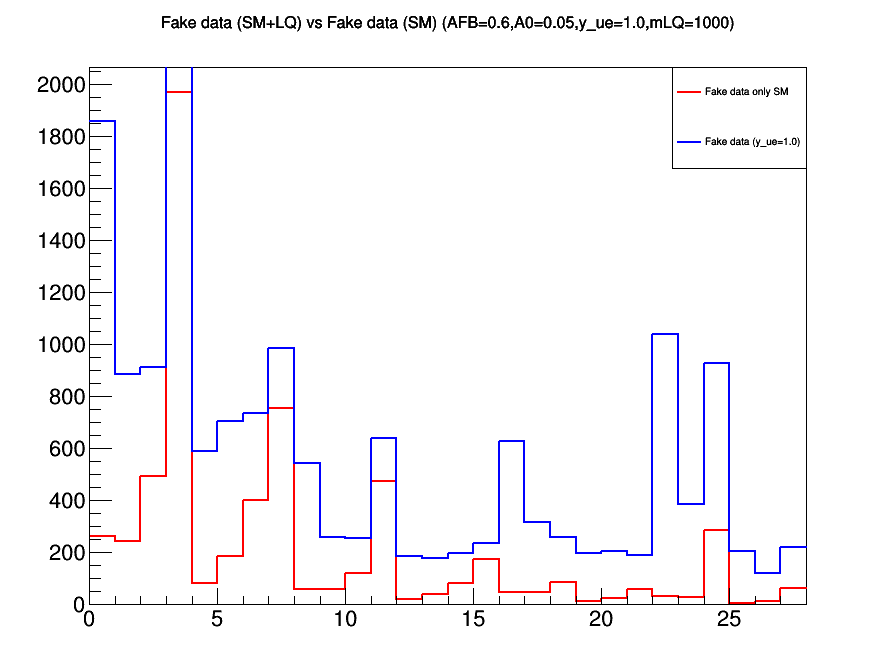 Fake data (SM+LQ) vs Fake data (SM) (AFB=0.6,A0=0.05,y_ue=1.0,mLQ=1000)
Fake data only SM
Fake data (y_ue=1.0)
2000
1800
1600
1400
1200
1000
800
600
400
200
0
0 5 10 15 20 25